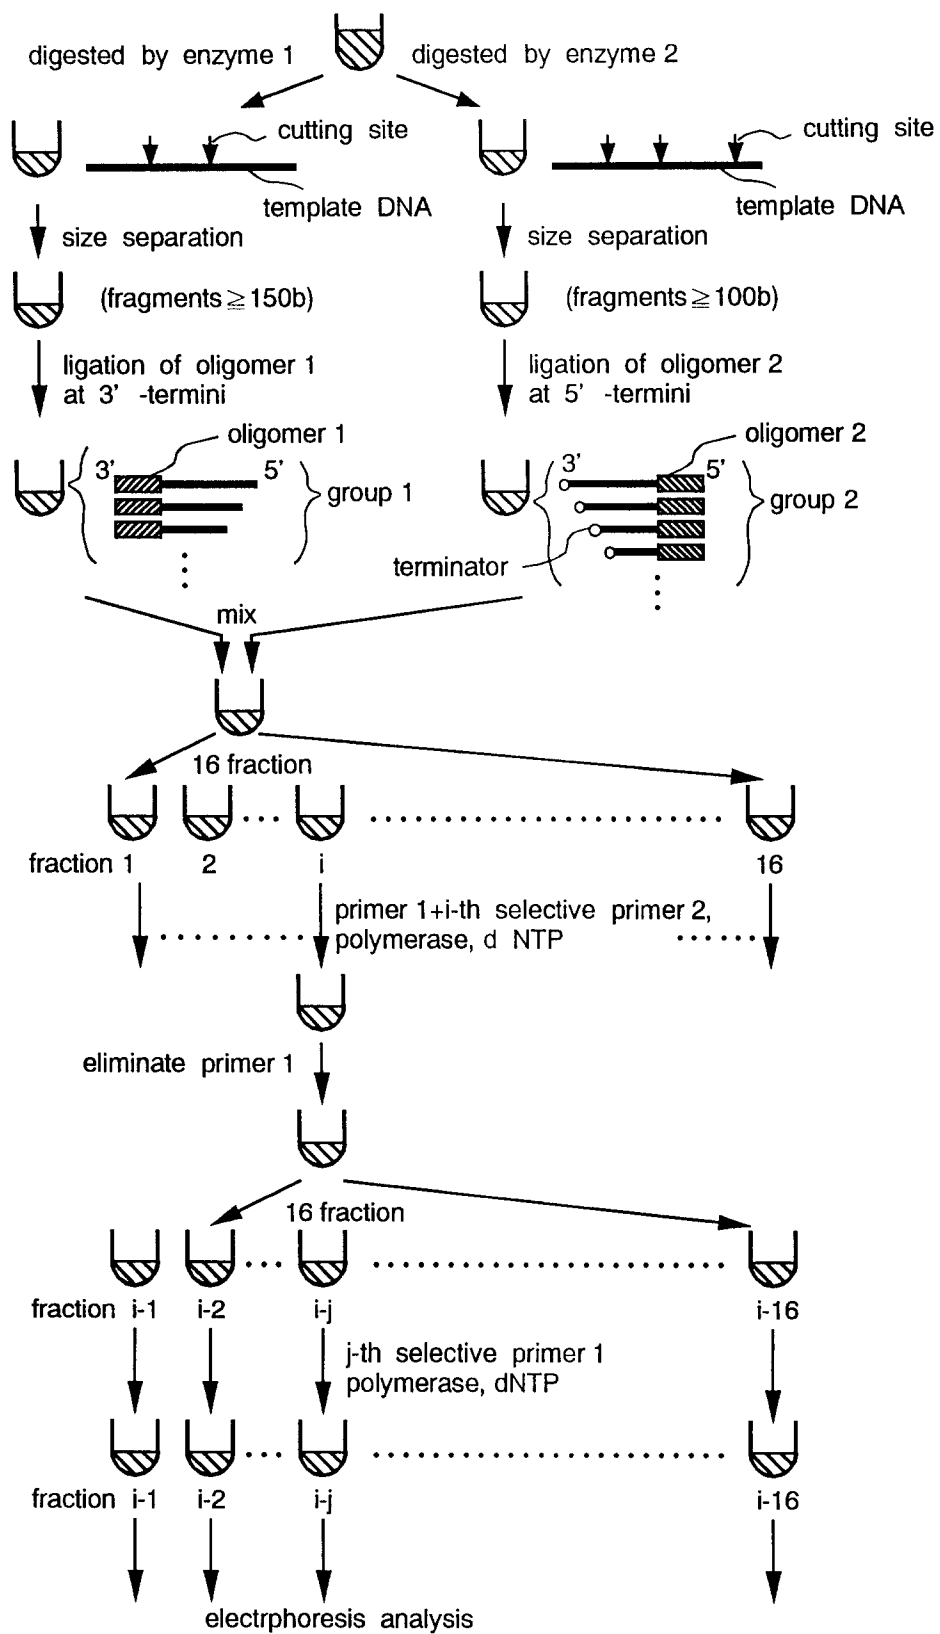 digested by enzyme 1
digested by enzyme 2
cutting site
cutting site
template DNA
template DNA
size separation
size separation
(fragments≧150b)
(fragments≧100b)
ligation of oligomer 1
at 3' -termini
ligation of oligomer 2
at 5' -termini
oligomer 1
oligomer 2
3' 5'
3' 5'
group 1
group 2
terminator
mix
16 fraction
fraction 1 2 i 16
primer 1+i-th selective primer 2,
polymerase, d NTP
eliminate primer 1
16 fraction
fraction i-1 i-2 i-j i-16
j-th selective primer 1
polymerase, dNTP
fraction i-1 i-2 i-j i-16
electrphoresis analysis